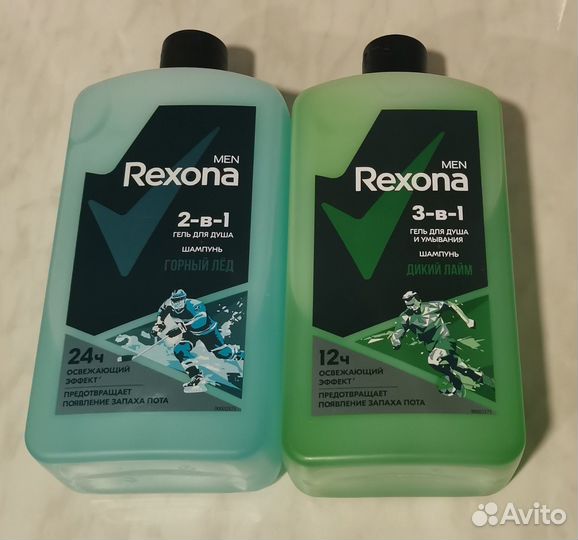 MEN
Rexona
2-в-1
ГЕЛЬ ДЛЯ ДУША
ШАМПУНЬ
ГОРНЫЙ ЛЁД
24ч
ОСВЕЖАЮЩИЙ
ЭФФЕКТ*
ПРЕДОТВРАЩАЕТ
ПОЯВЛЕНИЕ ЗАПАХА ПОТА
MEN
Rexona
3-в-1
ГЕЛЬ ДЛЯ ДУША
И УМЫВАНИЯ
ШАМПУНЬ
ДИКИЙ ЛАЙМ
12ч
ОСВЕЖАЮЩИЙ
ЭФФЕКТ*
ПРЕДОТВРАЩАЕТ
ПОЯВЛЕНИЕ ЗАПАХА ПОТА
Avito